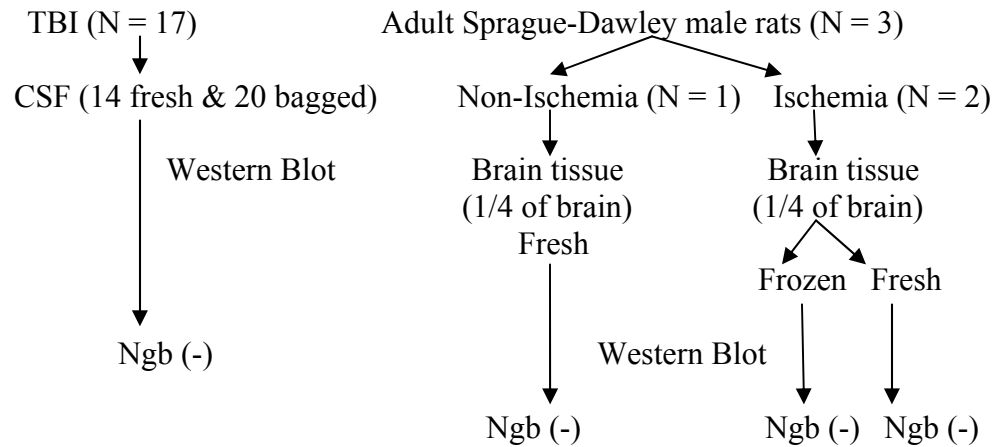 TBI (N = 17)
CSF (14 fresh & 20 bagged)
Western Blot
Ngb (-)
Adult Sprague-Dawley male rats (N = 3)
Non-Ischemia (N = 1)
Ischemia (N = 2)
Brain tissue
(1/4 of brain)
Fresh
Brain tissue
(1/4 of brain)
Frozen
Fresh
Western Blot
Ngb (-)
Ngb (-)
Ngb (-)